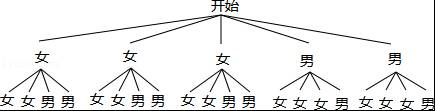 开始
女 女 女 男 男
女 女 男 男 女 女 男 男 女 女 男 男 女 女 女 男 女 女 女 男